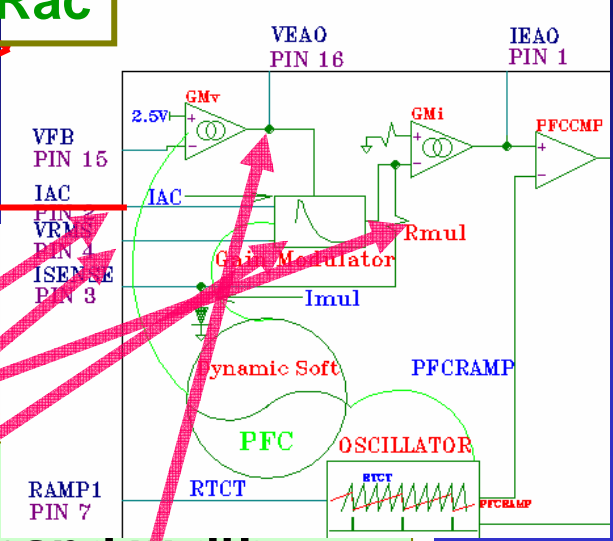 Rac
VEAO
PIN 16
IEAO
PIN 1
GMv
2.5V
+
-
GMi
+
-
PFCCMP
+
-
VFB
PIN 15
IAC
PIN 2
IAC
VRMS
PIN 4
Rmul
Gain Modulator
ISENSE
PIN 3
Imul
Dynamic Soft
PFCRAMP
PFC
OSCILLATOR
RAMP1
PIN 7
RTCT
RTCT
PFCRAMP